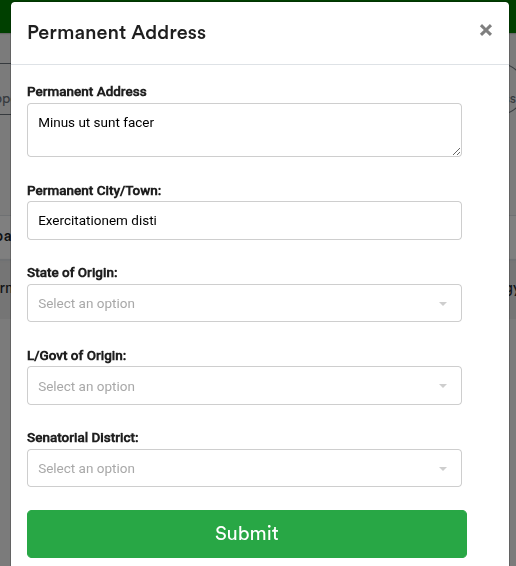 Permanent Address
×
Permanent Address
Minus ut sunt facer
Permanent City/Town:
Exercitationem disti
State of Origin:
Select an option
L/Govt of Origin:
Select an option
Senatorial District:
Select an option
Submit